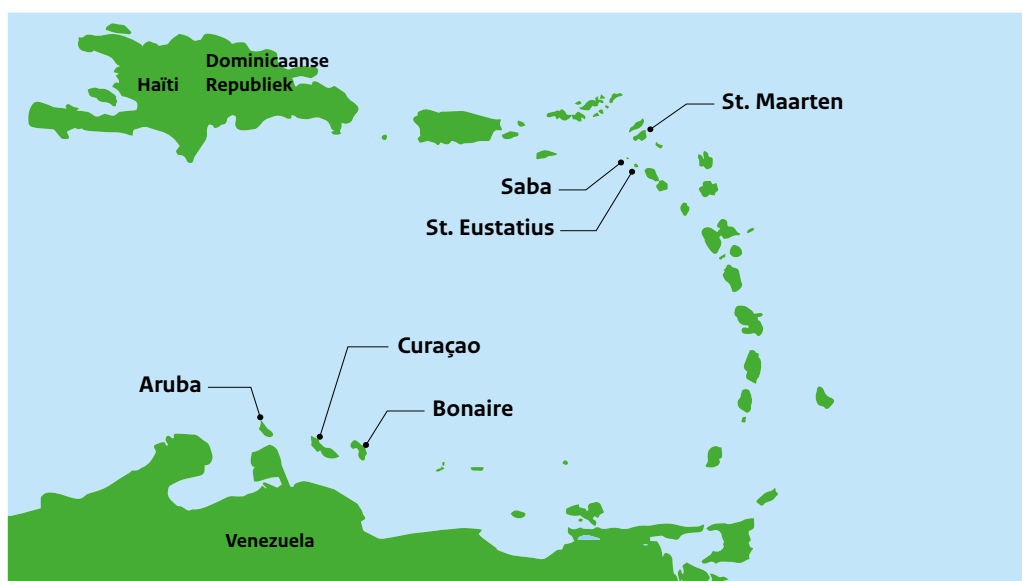 Dominicaanse
Haïti Republiek
St. Maarten
Saba
St. Eustatius
Curaçao
Aruba
Bonaire
Venezuela